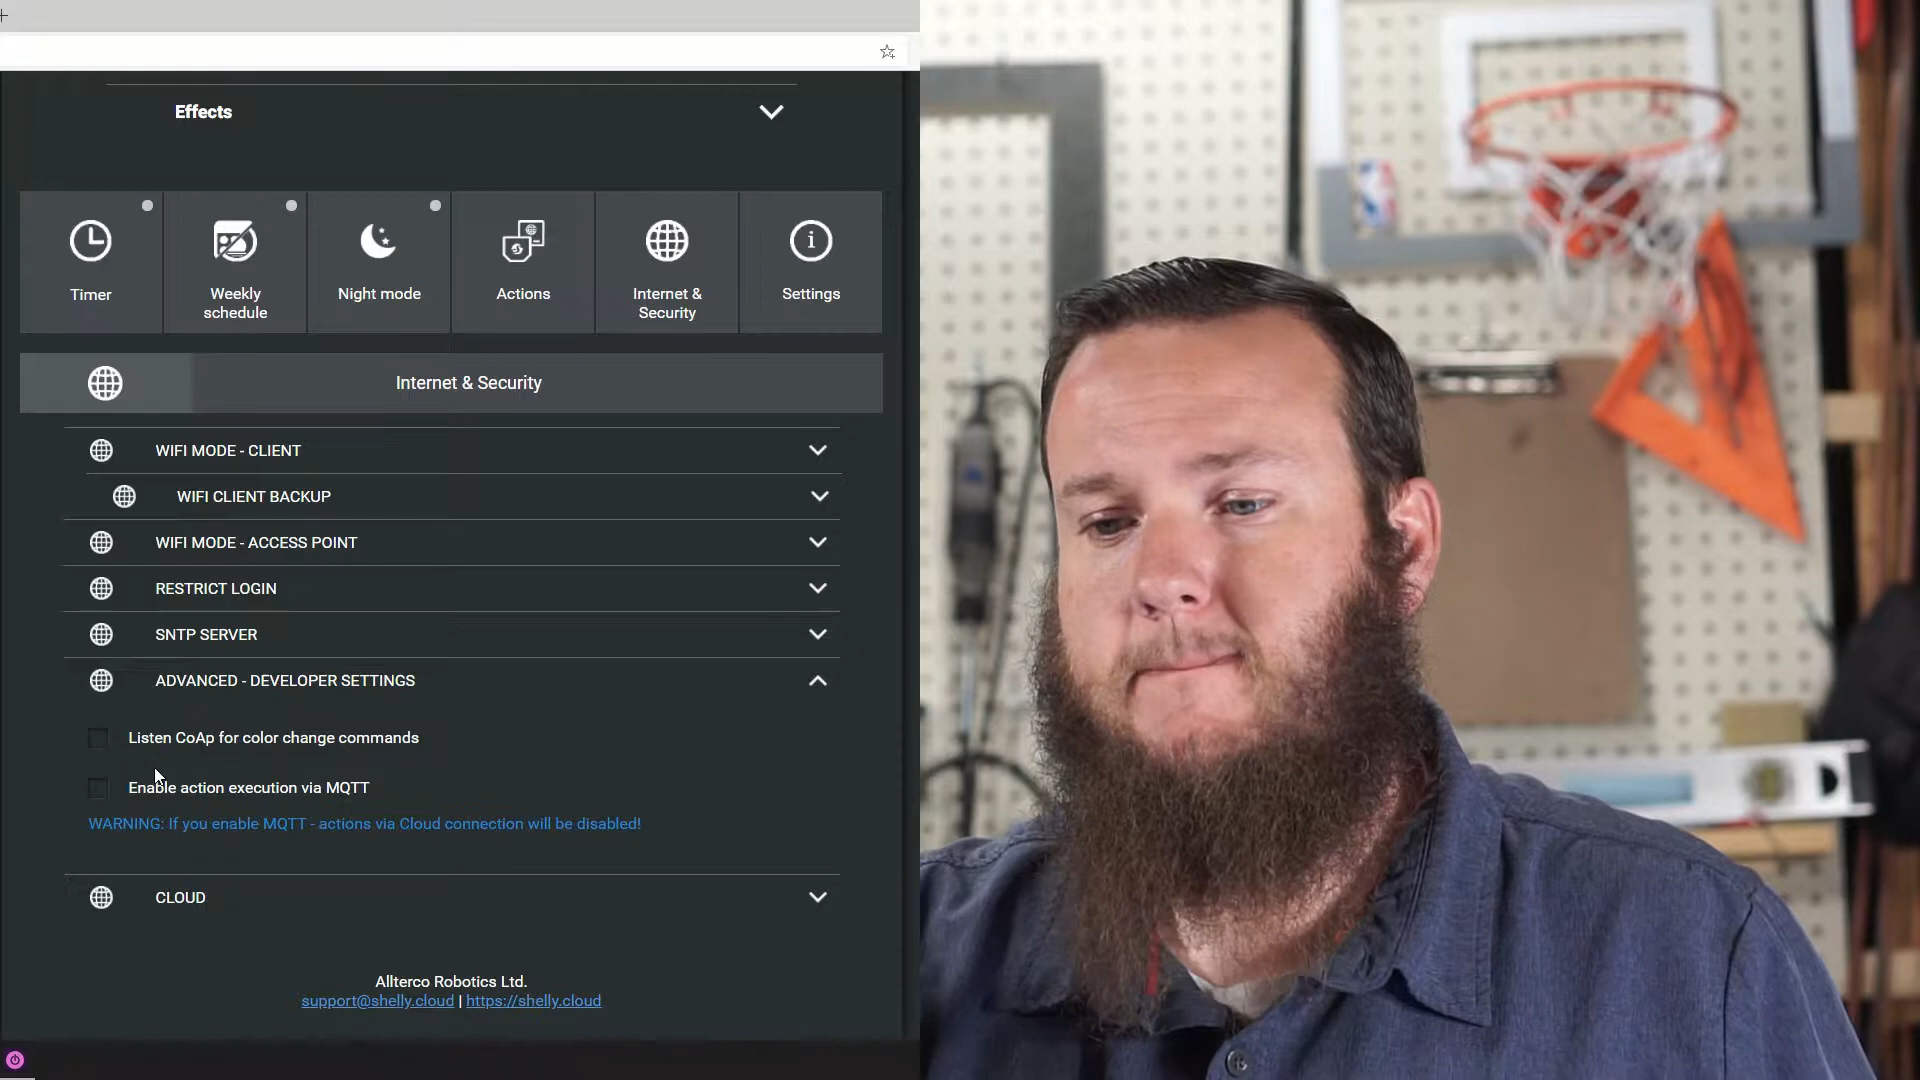 Effects
Timer
Weekly
schedule
Night mode
Actions
Internet &
Security
Settings
Internet & Security
WIFI MODE - CLIENT
WIFI CLIENT BACKUP
WIFI MODE - ACCESS POINT
RESTRICT LOGIN
SNTP SERVER
ADVANCED - DEVELOPER SETTINGS
Listen CoAp for color change commands
Enable action execution via MQTT
WARNING: If you enable MQTT - actions via Cloud connection will be disabled!
CLOUD
Allterco Robotics Ltd.
support@shelly.cloud | https://shelly.cloud